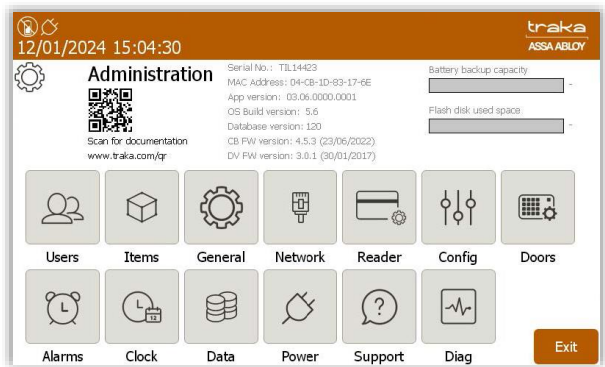 traka
ASSA ABLOY
12/01/2024 15:04:30
Administration
Scan for documentation
www.traka.com/qr
Serial No.: TIL14423
MAC Address: 04-CB-1D-83-17-6E
App version: 03.06.0000.0001
OS Build version: 5.6
Database version: 120
CB FW version: 4.5.3 (23/06/2022)
DV FW version: 3.0.1 (30/01/2017)
Battery backup capacity
-
Flash disk used space
-
Users Items General Network Reader Config Doors
12
Alarms Clock Data Power Support Diag
Exit